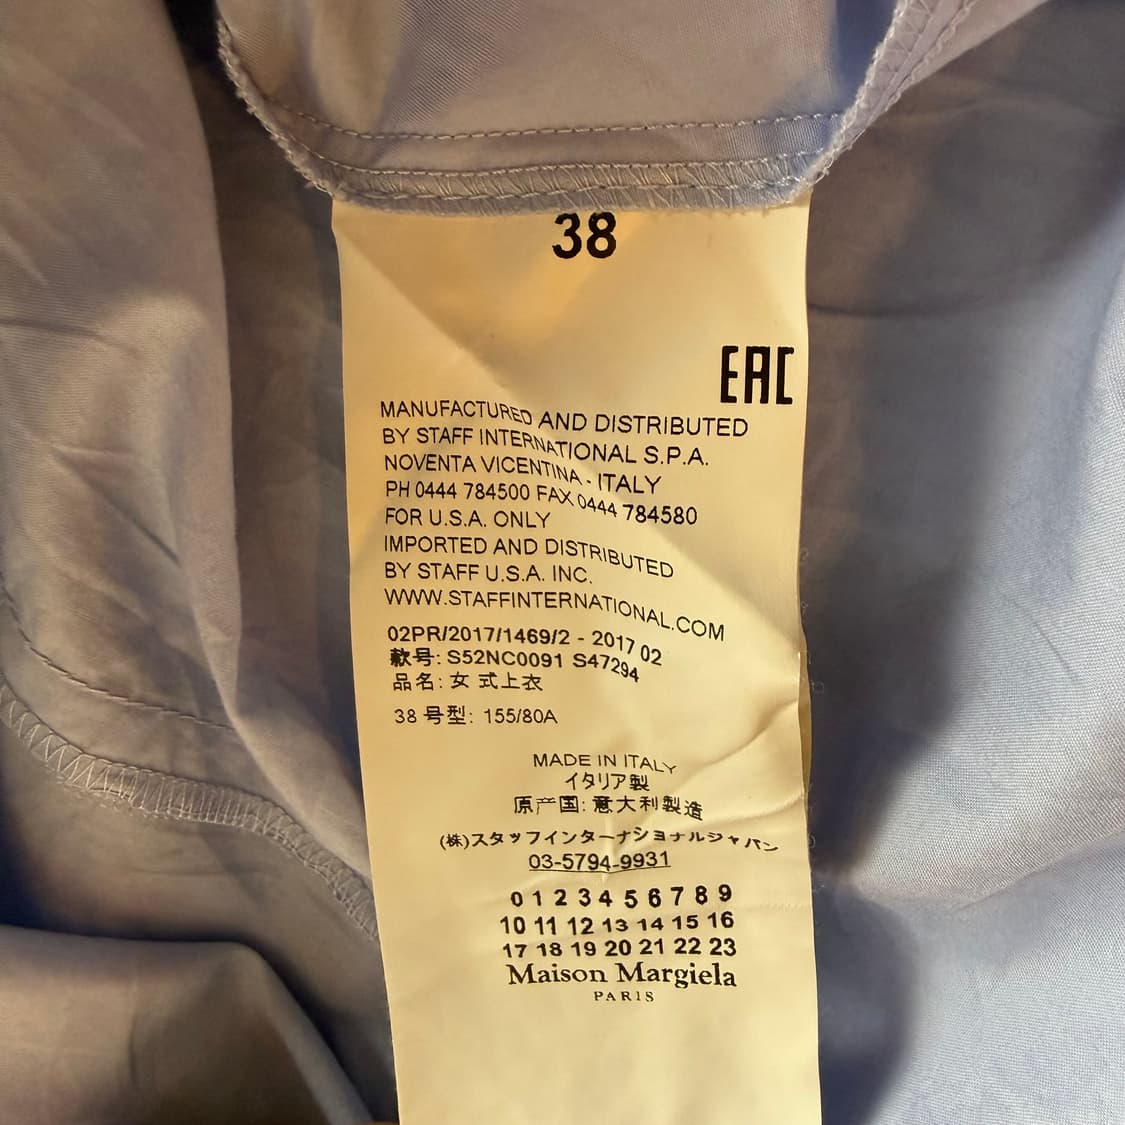 38
EAC
MANUFACTURED AND DISTRIBUTED
BY STAFF INTERNATIONAL S.P.A.
NOVENTA VICENTINA - ITALY
PH 0444 784500 FAX 0444 784580
FOR U.S.A. ONLY
IMPORTED AND DISTRIBUTED
BY STAFF U.S.A. INC.
WWW.STAFFINTERNATIONAL.COM
02PR/2017/1469/2 - 2017 02
款号: S52NC0091 S47294
品名: 女 式上衣
38 号型: 155/80A
MADE IN ITALY
イタリア製
原产国: 意大利製造
(株)スタッフインターナショナルジャパン
03-5794-9931
0 1 2 3 4 5 6 7 8 9
10 11 12 13 14 15 16
17 18 19 20 21 22 23
Maison Margiela
PARIS